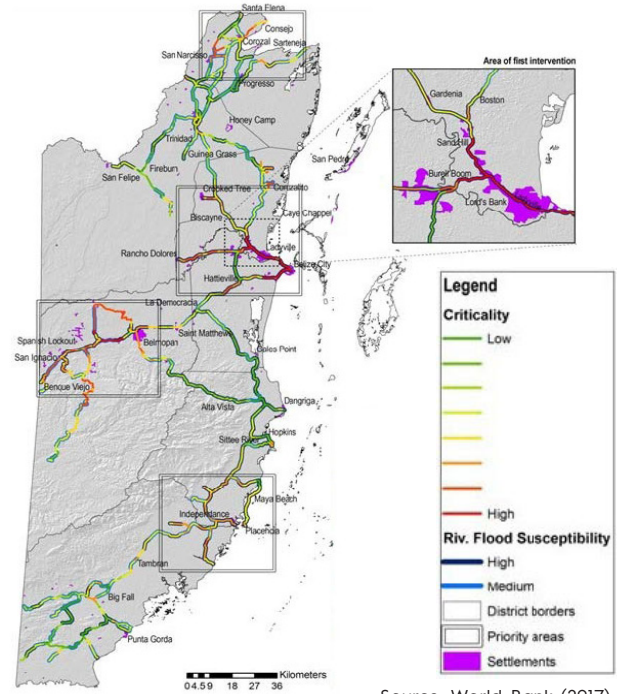 Santa Elena
Consejo
Corozal
Sarteneja
San Narcisso
Progresso
Honey Camp
Trinidad
Guinea Grass
Fireburn
San Felipe
San Pedro
Crooked Tree
Corozalito
Biscayne
Caye Chappel
Ladyville
Rancho Dolores
Belize City
Hattieville
La Democracia
Saint Matthews
Spanish Lockout
Belmopan
San Ignacio
Gales Point
Benque Viejo
Alta Vista
Dangriga
Hopkins
Sittee River
Maya Beach
Independance
Placencia
Tambran
Big Fall
Punta Gorda
Kilometers
0 4.5 9 18 27 36
Area of fist intervention
Gardenia
Boston
Sand Hill
Burrel Boom
Lord's Bank
Legend
Criticality
Low
High
Riv. Flood Susceptibility
High
Medium
District borders
Priority areas
Settlements
Source: World Bank (2017)